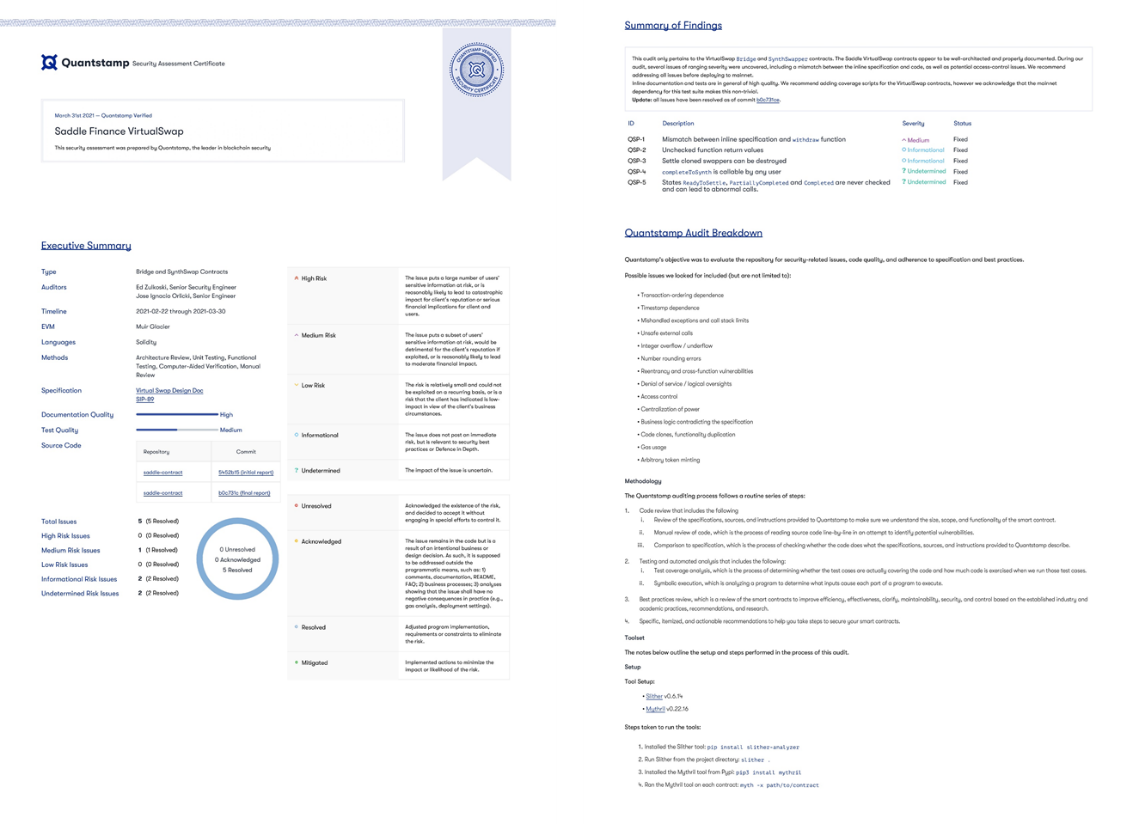 Quantstamp Security Assessment Certificate
QUANTSTAMP VERIFIED
SECURITY CERTIFICATE
March 31st 2021 — Quantstamp Verified
Saddle Finance VirtualSwap
This security assessment was prepared by Quantstamp, the leader in blockchain security
Executive Summary
Type Bridge and SynthSwap Contracts
Auditors Ed Zulkoski, Senior Security Engineer
Jose Ignacio Orlicki, Senior Engineer
Timeline 2021-02-22 through 2021-03-30
EVM Muir Glacier
Languages Solidity
Methods Architecture Review, Unit Testing, Functional
Testing, Computer-Aided Verification, Manual
Review
Specification Virtual Swap Design Doc
SIP-89
Documentation Quality High
Test Quality Medium
Source Code
Repository Commit
saddle-contract 5452b15 (initial report)
saddle-contract b0c731c (final report)
Total Issues 5 (5 Resolved)
High Risk Issues 0 (0 Resolved)
Medium Risk Issues 1 (1 Resolved)
Low Risk Issues 0 (0 Resolved)
Informational Risk Issues 2 (2 Resolved)
Undetermined Risk Issues 2 (2 Resolved)
0 Unresolved
0 Acknowledged
5 Resolved
High Risk
The issue puts a large number of users'
sensitive information at risk, or is
reasonably likely to lead to catastrophic
impact for client's reputation or serious
financial implications for client and
users.
Medium Risk
The issue puts a subset of users'
sensitive information at risk, would be
detrimental for the client's reputation if
exploited, or is reasonably likely to lead
to moderate financial impact.
Low Risk
The risk is relatively small and could not
be exploited on a recurring basis, or is a
risk that the client has indicated is low-
impact in view of the client's business
circumstances.
Informational
The issue does not post an immediate
risk, but is relevant to security best
practices or Defence in Depth.
? Undetermined
The impact of the issue is uncertain.
Unresolved
Acknowledged the existence of the risk,
and decided to accept it without
engaging in special efforts to control it.
Acknowledged
The issue remains in the code but is a
result of an intentional business or
design decision. As such, it is supposed
to be addressed outside the
programmatic means, such as: 1)
comments, documentation, README,
FAQ; 2) business processes; 3) analyses
showing that the issue shall have no
negative consequences in practice (e.g.,
gas analysis, deployment settings).
Resolved
Adjusted program implementation,
requirements or constraints to eliminate
the risk.
Mitigated
Implemented actions to minimize the
impact or likelihood of the risk.
Summary of Findings
This audit only pertains to the VirtualSwap Bridge and SynthSwapper contracts. The Saddle VirtualSwap contracts appear to be well-architected and properly documented. During our
audit, several issues of ranging severity were uncovered, including a mismatch between the inline specification and code, as well as potential access-control issues. We recommend
addressing all issues before deploying to mainnet.
Inline documentation and tests are in general of high quality. We recommend adding coverage scripts for the VirtualSwap contracts, however we acknowledge that the mainnet
dependency for this test suite makes this non-trivial.
Update: all issues have been resolved as of commit b0c731ca.
ID Description Severity Status
QSP-1 Mismatch between inline specification and withdraw function Medium Fixed
QSP-2 Unchecked function return values Informational Fixed
QSP-3 Settle cloned swappers can be destroyed Informational Fixed
QSP-4 completeToSynth is callable by any user ? Undetermined Fixed
QSP-5 States ReadyToSettle, PartiallyCompleted and Completed are never checked ? Undetermined Fixed
and can lead to abnormal calls.
Quantstamp Audit Breakdown
Quantstamp's objective was to evaluate the repository for security-related issues, code quality, and adherence to specification and best practices.
Possible issues we looked for included (but are not limited to):
• Transaction-ordering dependence
• Timestamp dependence
• Mishandled exceptions and call stack limits
• Unsafe external calls
• Integer overflow / underflow
• Number rounding errors
• Reentrancy and cross-function vulnerabilities
• Denial of service / logical oversights
• Access control
• Centralization of power
• Business logic contradicting the specification
• Code clones, functionality duplication
• Gas usage
• Arbitrary token minting
Methodology
The Quantstamp auditing process follows a routine series of steps:
1. Code review that includes the following
i. Review of the specifications, sources, and instructions provided to Quantstamp to make sure we understand the size, scope, and functionality of the smart contract.
ii. Manual review of code, which is the process of reading source code line-by-line in an attempt to identify potential vulnerabilities.
iii. Comparison to specification, which is the process of checking whether the code does what the specifications, sources, and instructions provided to Quantstamp describe.
2. Testing and automated analysis that includes the following:
i. Test coverage analysis, which is the process of determining whether the test cases are actually covering the code and how much code is exercised when we run those test cases.
ii. Symbolic execution, which is analyzing a program to determine what inputs cause each part of a program to execute.
3. Best practices review, which is a review of the smart contracts to improve efficiency, effectiveness, clarify, maintainability, security, and control based on the established industry and
academic practices, recommendations, and research.
4. Specific, itemized, and actionable recommendations to help you take steps to secure your smart contracts.
Toolset
The notes below outline the setup and steps performed in the process of this audit.
Setup
Tool Setup:
• Slither v0.6.14
• Mythril v0.22.16
Steps taken to run the tools:
1. Installed the Slither tool: pip install slither-analyzer
2. Run Slither from the project directory: slither .
3. Installed the Mythril tool from Pypi: pip3 install mythril
4. Ran the Mythril tool on each contract: myth -x path/to/contract